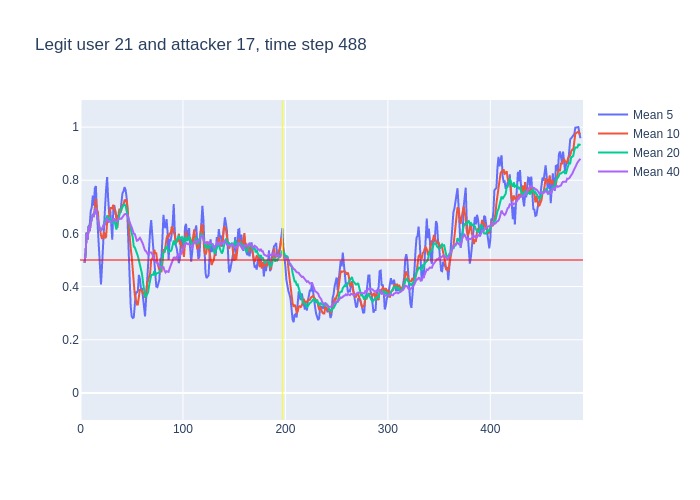 Legit user 21 and attacker 17, time step 488
Mean 5
Mean 10
Mean 20
Mean 40
1
0.8
0.6
0.4
0.2
0
0 100 200 300 400